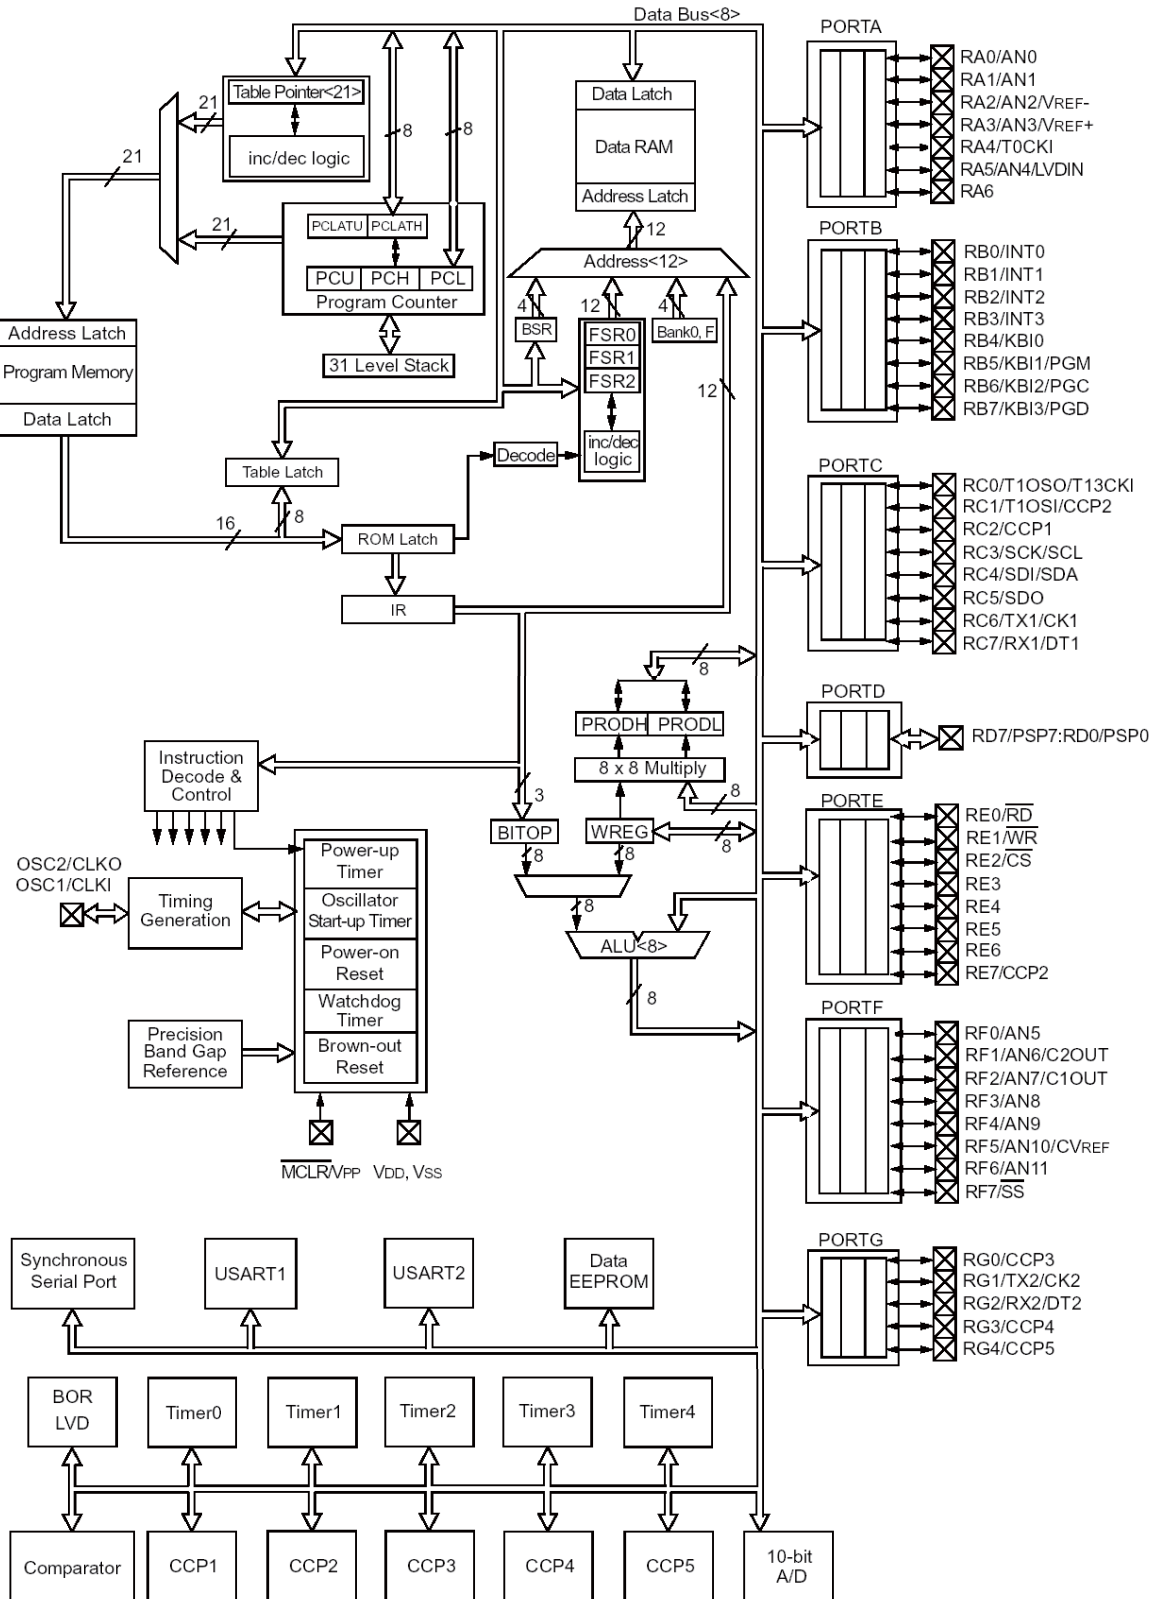 Data Bus<8>
Table Pointer<21>
inc/dec logic
21
21
21
8
8
PCLATU
PCLATH
PCU
PCH
PCL
Program Counter
31 Level Stack
Address Latch
Program Memory
Data Latch
Data Latch
Data RAM
Address Latch
12
Address<12>
4
12
4
BSR
FSR0
FSR1
FSR2
inc/dec
logic
Bank0, F
12
Decode
Table Latch
16
8
ROM Latch
IR
8
PRODH
PRODL
8 x 8 Multiply
8
3
BITOP
WREG
8
8
8
8
ALU<8>
8
Instruction
Decode &
Control
OSC2/CLKO
OSC1/CLKI
Timing
Generation
Power-up
Timer
Oscillator
Start-up Timer
Power-on
Reset
Watchdog
Timer
Brown-out
Reset
Precision
Band Gap
Reference
MCLR/VPP
VDD, VSS
PORTA
RA0/AN0
RA1/AN1
RA2/AN2/VREF-
RA3/AN3/VREF+
RA4/T0CKI
RA5/AN4/LVDIN
RA6
PORTB
RB0/INT0
RB1/INT1
RB2/INT2
RB3/INT3
RB4/KBI0
RB5/KBI1/PGM
RB6/KBI2/PGC
RB7/KBI3/PGD
PORTC
RC0/T1OSO/T13CKI
RC1/T1OSI/CCP2
RC2/CCP1
RC3/SCK/SCL
RC4/SDI/SDA
RC5/SDO
RC6/TX1/CK1
RC7/RX1/DT1
PORTD
RD7/PSP7:RD0/PSP0
PORTE
RE0/RD
RE1/WR
RE2/CS
RE3
RE4
RE5
RE6
RE7/CCP2
PORTF
RF0/AN5
RF1/AN6/C2OUT
RF2/AN7/C1OUT
RF3/AN8
RF4/AN9
RF5/AN10/CVREF
RF6/AN11
RF7/SS
PORTG
RG0/CCP3
RG1/TX2/CK2
RG2/RX2/DT2
RG3/CCP4
RG4/CCP5
Synchronous
Serial Port
USART1
USART2
Data
EEPROM
BOR
LVD
Timer0
Timer1
Timer2
Timer3
Timer4
Comparator
CCP1
CCP2
CCP3
CCP4
CCP5
10-bit
A/D